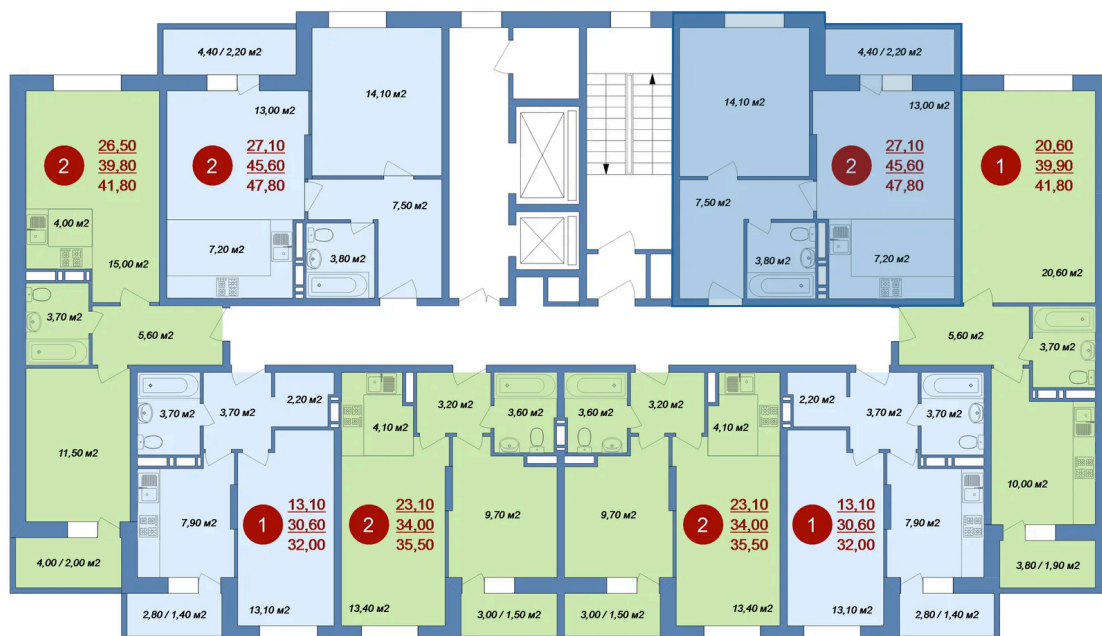 4,40 / 2,20 м2
14,10 м2
13,00 м2
2
26,50
39,80
41,80
4,00 м2
15,00 м2
2
27,10
45,60
47,80
7,20 м2
7,50 м2
3,80 м2
14,10 м2
4,40 / 2,20 м2
13,00 м2
2
27,10
45,60
47,80
7,50 м2
3,80 м2
7,20 м2
1
20,60
39,90
41,80
20,60 м2
3,70 м2
5,60 м2
5,60 м2
3,70 м2
11,50 м2
3,70 м2
3,70 м2
2,20 м2
4,10 м2
3,20 м2
3,60 м2
3,60 м2
3,20 м2
4,10 м2
2,20 м2
3,70 м2
3,70 м2
7,90 м2
1
13,10
30,60
32,00
2
23,10
34,00
35,50
9,70 м2
9,70 м2
2
23,10
34,00
35,50
1
13,10
30,60
32,00
7,90 м2
10,00 м2
4,00 / 2,00 м2
3,80 / 1,90 м2
2,80 / 1,40 м2
13,10 м2
13,40 м2
3,00 / 1,50 м2
3,00 / 1,50 м2
13,40 м2
13,10 м2
2,80 / 1,40 м2